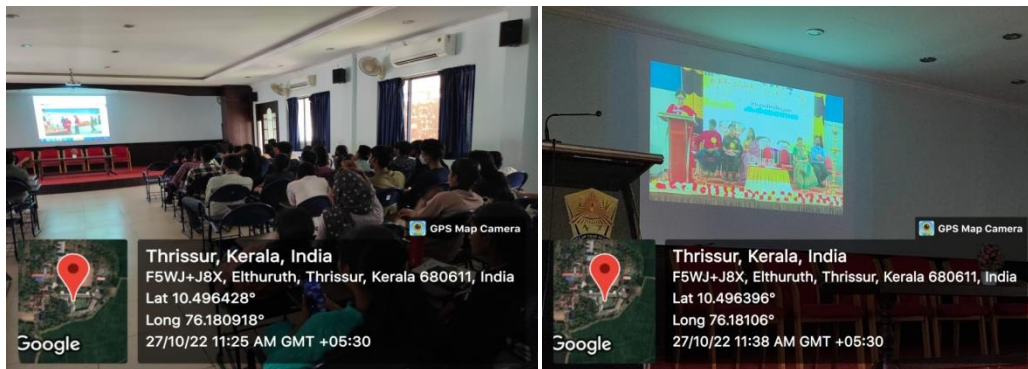 GPS Map Camera
Google
Thrissur, Kerala, India
F5WJ+J8X, Elthuruth, Thrissur, Kerala 680611, India
Lat 10.496428°
Long 76.180918°
27/10/22 11:25 AM GMT +05:30
GPS Map Camera
Google
Thrissur, Kerala, India
F5WJ+J8X, Elthuruth, Thrissur, Kerala 680611, India
Lat 10.496396°
Long 76.18106°
27/10/22 11:38 AM GMT +05:30